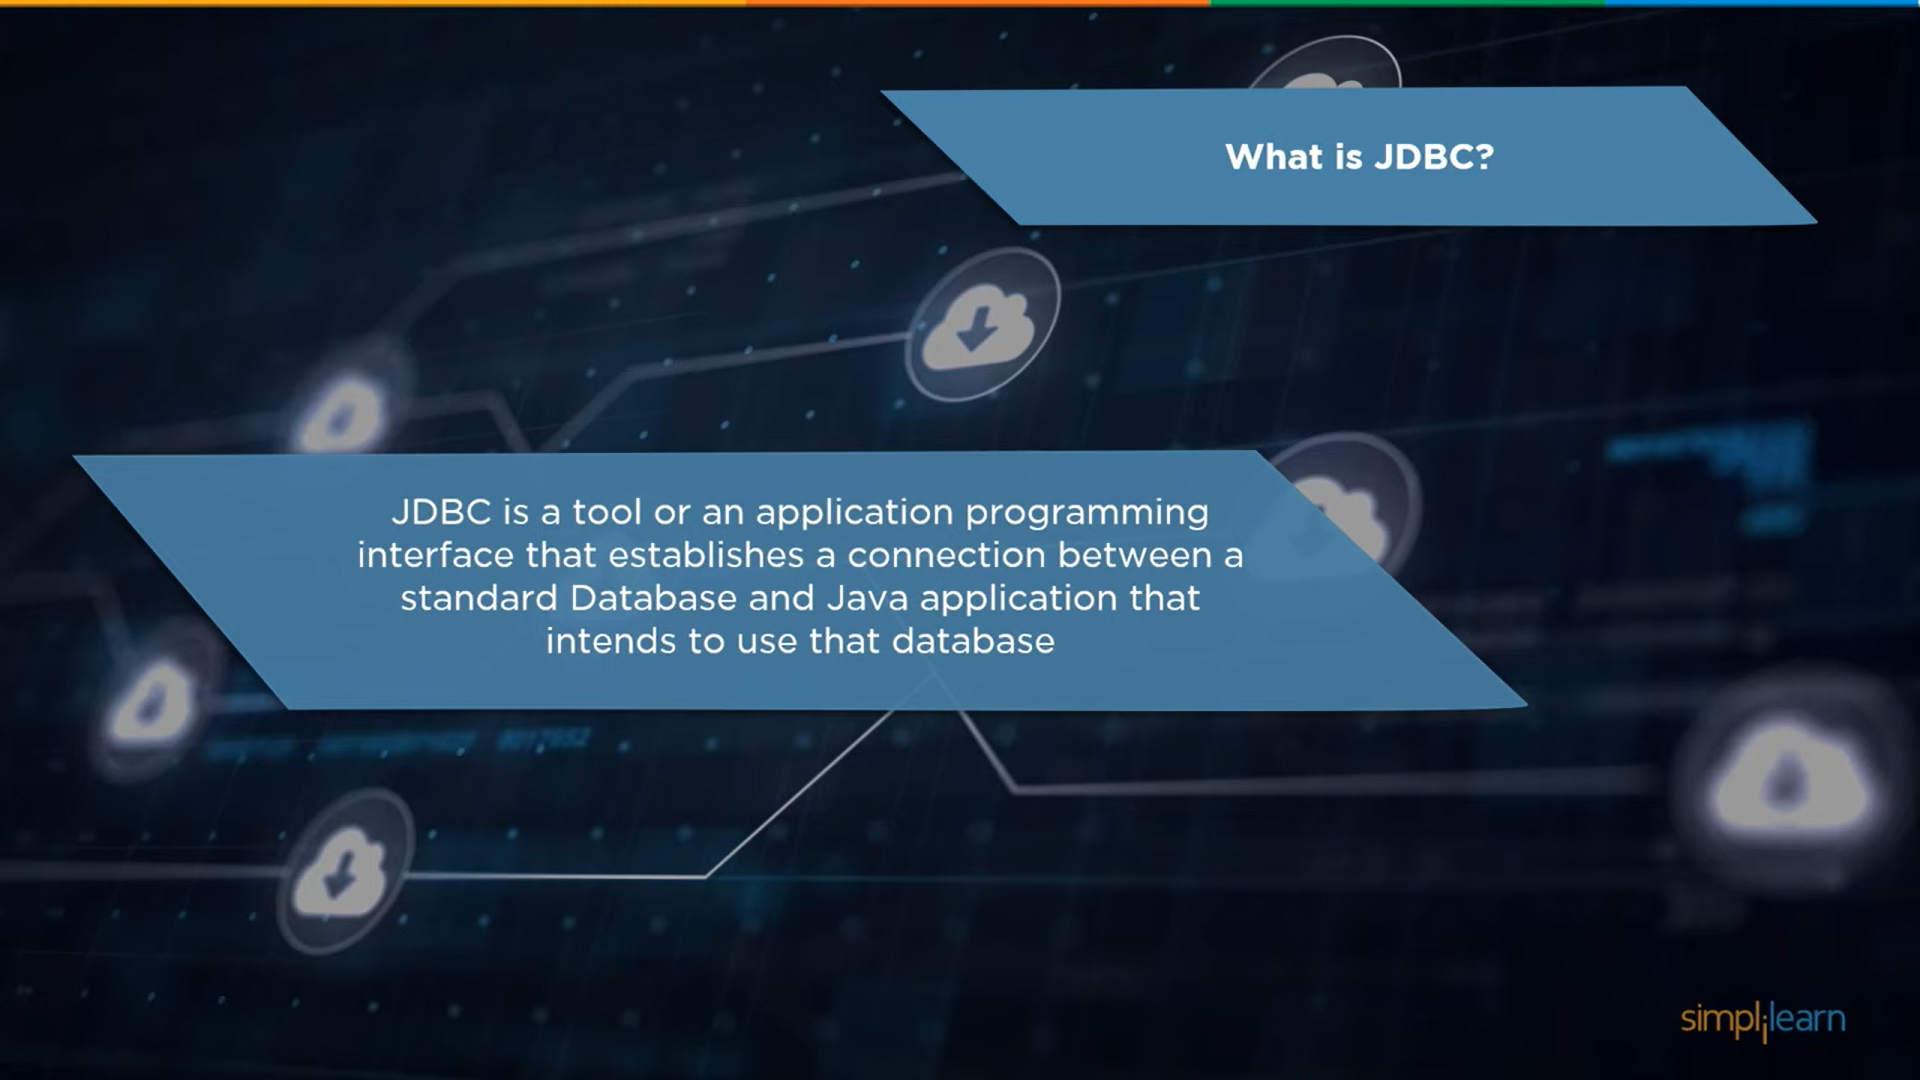 What is JDBC?
JDBC is a tool or an application programming
interface that establishes a connection between a
standard Database and Java application that
intends to use that database
simplilearn